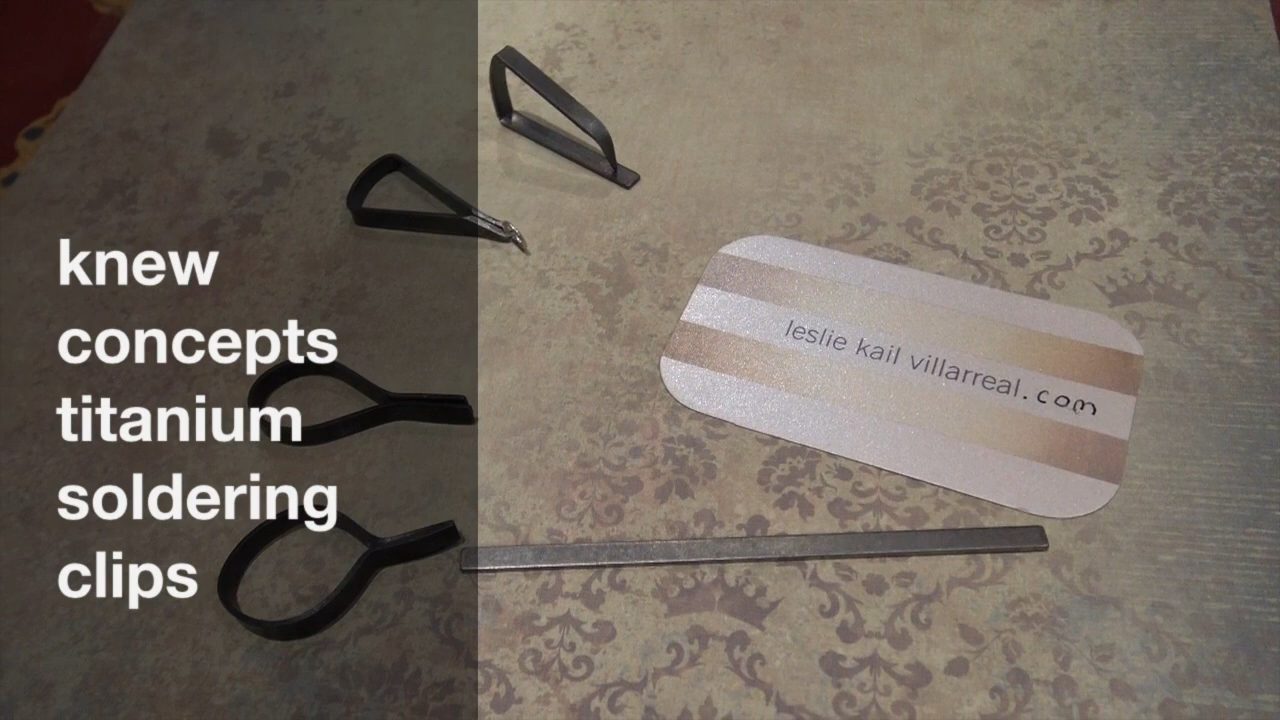 knew
concepts
titanium
soldering
clips
leslie kail villarreal.com